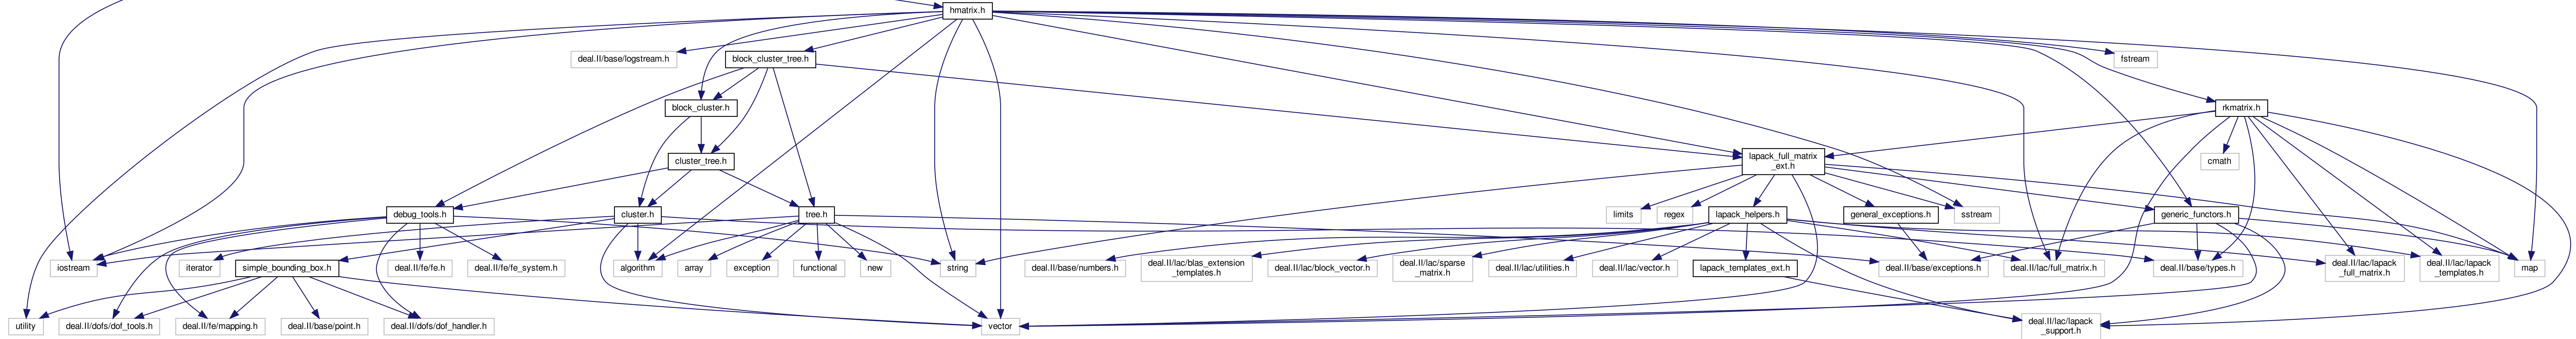 hmatrix.h
deal.II/base/logstream.h
block_cluster_tree.h
fstream
block_cluster.h
rkmatrix.h
cluster_tree.h
lapack_full_matrix
_ext.h
cmath
debug_tools.h
cluster.h
tree.h
limits
regex
lapack_helpers.h
general_exceptions.h
sstream
generic_functors.h
iostream
iterator
simple_bounding_box.h
deal.II/fe/fe.h
deal.II/fe/fe_system.h
algorithm
array
exception
functional
new
string
deal.II/base/numbers.h
deal.II/lac/blas_extension
_templates.h
deal.II/lac/block_vector.h
deal.II/lac/sparse
_matrix.h
deal.II/lac/utilities.h
deal.II/lac/vector.h
lapack_templates_ext.h
deal.II/base/exceptions.h
deal.II/lac/full_matrix.h
deal.II/base/types.h
deal.II/lac/lapack
_full_matrix.h
deal.II/lac/lapack
_templates.h
map
utility
deal.II/dofs/dof_tools.h
deal.II/fe/mapping.h
deal.II/base/point.h
deal.II/dofs/dof_handler.h
vector
deal.II/lac/lapack
_support.h